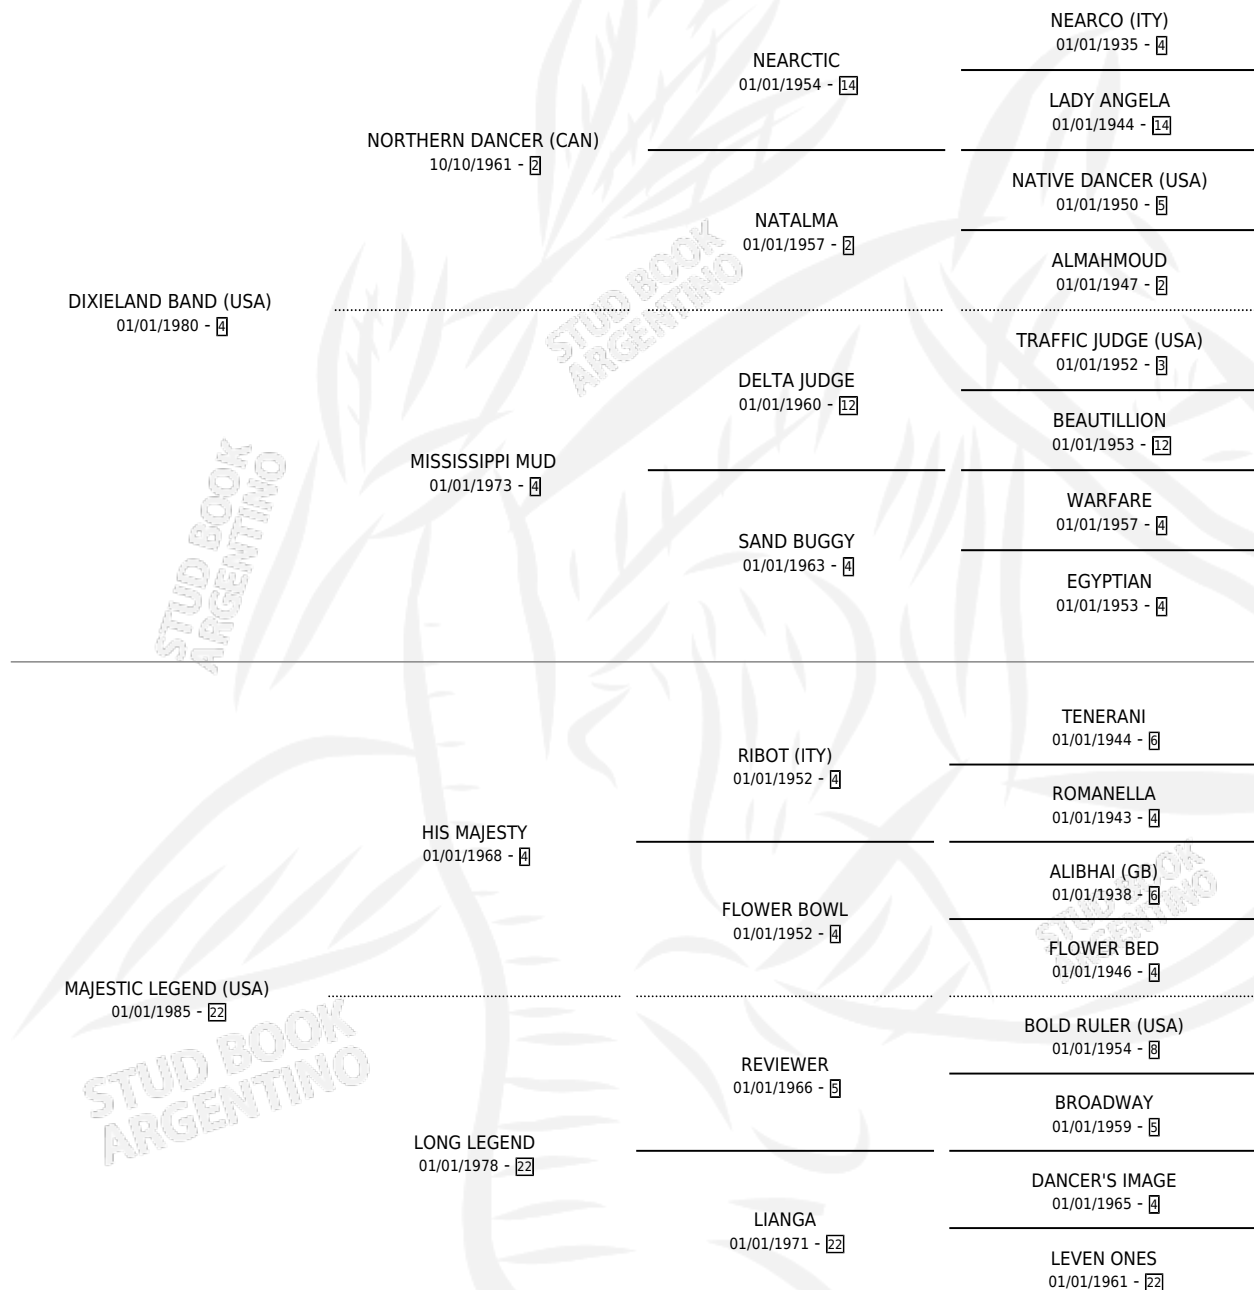 NEARCO (ITY)
01/01/1935 - 4
NEARCTIC
01/01/1954 - 14
LADY ANGELA
01/01/1944 - 14
NORTHERN DANCER (CAN)
10/10/1961 - 2
NATIVE DANCER (USA)
01/01/1950 - 5
NATALMA
01/01/1957 - 2
ALMAHMOUD
01/01/1947 - 2
DIXIELAND BAND (USA)
01/01/1980 - 4
TRAFFIC JUDGE (USA)
01/01/1952 - 3
DELTA JUDGE
01/01/1960 - 12
BEAUTILLION
01/01/1953 - 12
MISSISSIPPI MUD
01/01/1973 - 4
WARFARE
01/01/1957 - 4
SAND BUGGY
01/01/1963 - 4
EGYPTIAN
01/01/1953 - 4
TENERANI
01/01/1944 - 6
RIBOT (ITY)
01/01/1952 - 4
ROMANELLA
01/01/1943 - 4
HIS MAJESTY
01/01/1968 - 4
ALIBHAI (GB)
01/01/1938 - 6
FLOWER BOWL
01/01/1952 - 4
FLOWER BED
01/01/1946 - 4
MAJESTIC LEGEND (USA)
01/01/1985 - 22
BOLD RULER (USA)
01/01/1954 - 8
REVIEWER
01/01/1966 - 5
BROADWAY
01/01/1959 - 5
LONG LEGEND
01/01/1978 - 22
DANCER'S IMAGE
01/01/1965 - 4
LIANGA
01/01/1971 - 22
LEVEN ONES
01/01/1961 - 22
STUD BOOK
ARGENTINO
STUD BOOK
ARGENTINO
STUD BOOK
ARGENTINO
STUD BOOK
ARGENTINO